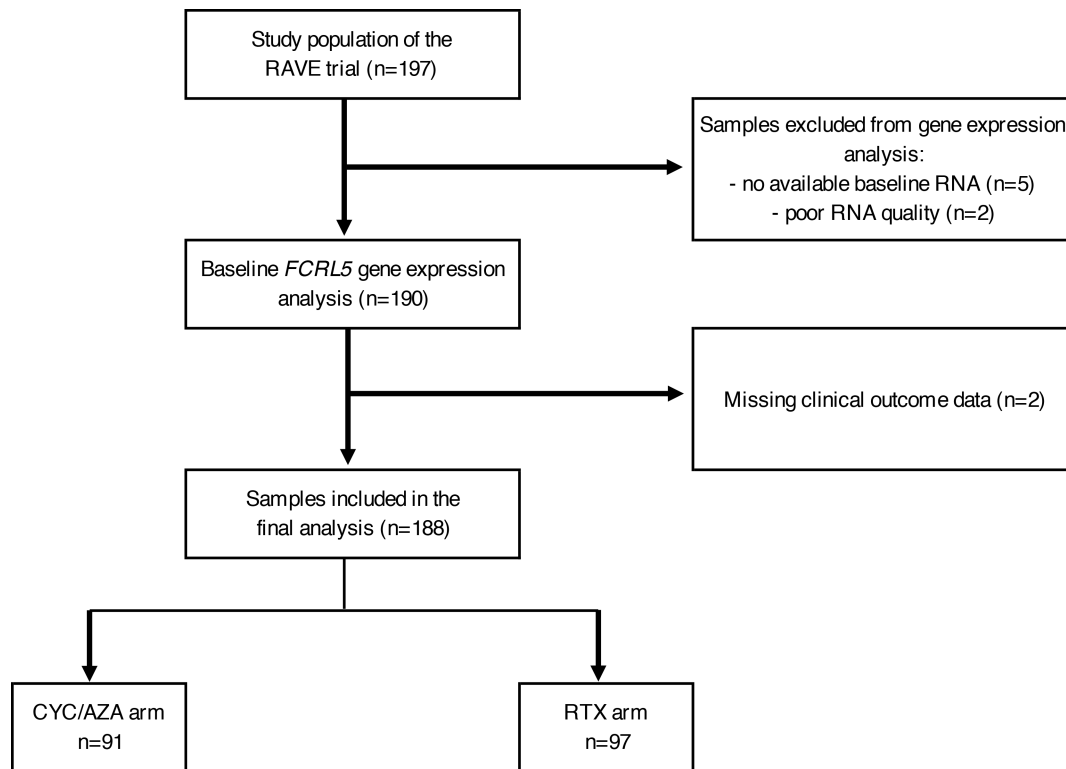 Study population of the
RAVE trial (n=197)
Samples excluded from gene expression
analysis:
- no available baseline RNA (n=5)
- poor RNA quality (n=2)
Baseline FCRL5 gene expression
analysis (n=190)
Missing clinical outcome data (n=2)
Samples included in the
final analysis (n=188)
CYC/AZA arm
n=91
RTX arm
n=97